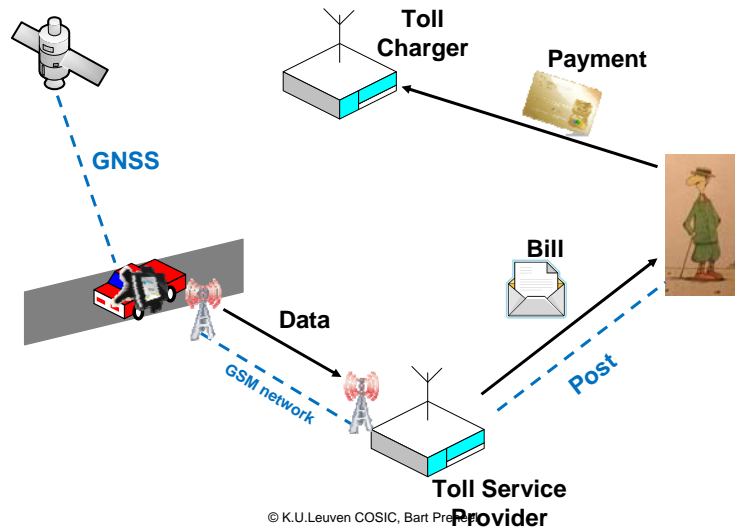 Toll
Charger
Payment
GNSS
Bill
Data
GSM network
Post
Toll Service
Provider
© K.U.Leuven COSIC, Bart Preneel